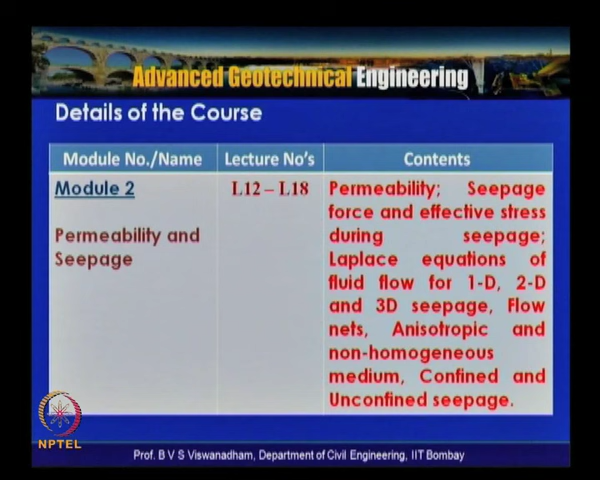 Advanced Geotechnical Engineering
Details of the Course
Module No./Name
Lecture No's
Contents
Module 2
Permeability and
Seepage
L12 – L18
Permeability; Seepage
force and effective stress
during seepage;
Laplace equations of
fluid flow for 1-D, 2-D
and 3D seepage, Flow
nets, Anisotropic and
non-homogeneous
medium, Confined and
Unconfined seepage.
NPTEL
Prof. B V S Viswanadham, Department of Civil Engineering, IIT Bombay